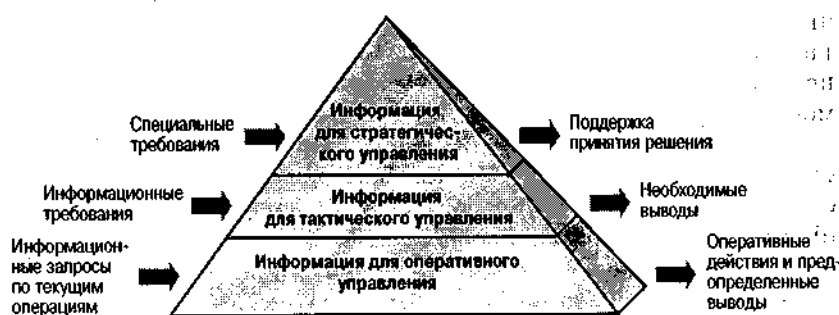 Специальные
требования
Информация
для стратегичес-
кого управления
Поддержка
принятия решения
Информационные
требования
Информация
для тактического управления
Необходимые
выводы
Информацион-
ные запросы
по текущим
операциям
Информация для оперативного
управления
Оперативные
действия и пред-
определенные
выводы